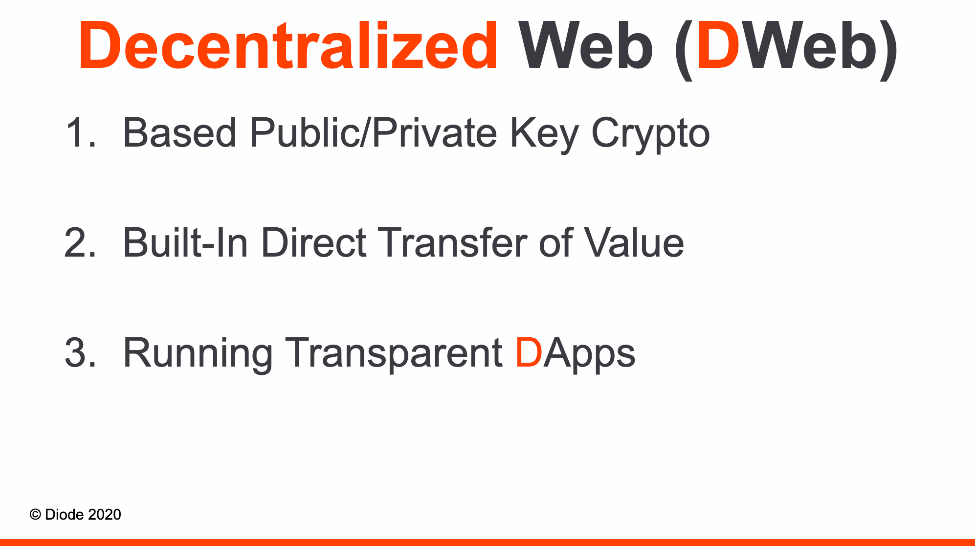 Decentralized Web (DWeb)
1. Based Public/Private Key Crypto
2. Built-In Direct Transfer of Value
3. Running Transparent DApps
© Diode 2020